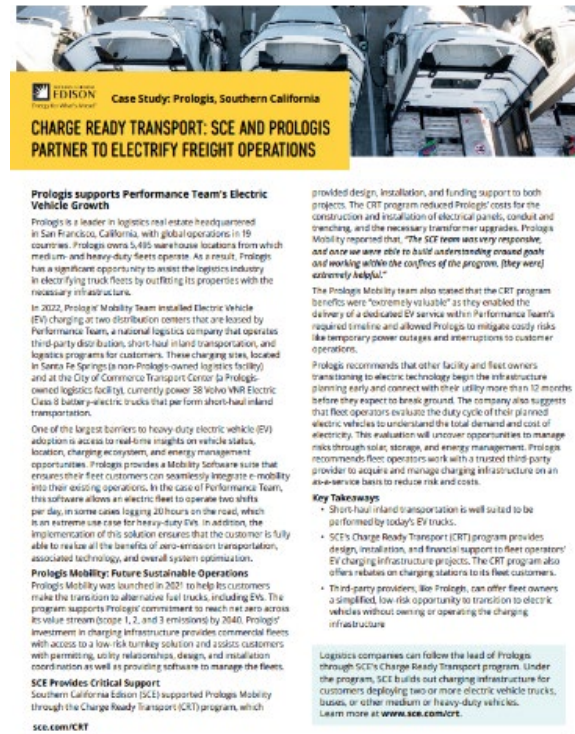 EDISON
Energy for What's Ahead
Case Study: Prologis, Southern California
CHARGE READY TRANSPORT: SCE AND PROLOGIS
PARTNER TO ELECTRIFY FREIGHT OPERATIONS
Prologis supports Performance Team's Electric
Vehicle Growth
Prologis is a leader in logistics real estate headquartered
in San Francisco, California, with global operations in 19
countries. Prologis owns 5,495 warehouse locations from which
medium- and heavy-duty fleets operate. As a result, Prologis
has a significant opportunity to assist the logistics industry
in electrifying truck fleets by outfitting its properties with the
necessary infrastructure.
In 2022, Prologis' Mobility Team installed Electric Vehicle
(EV) charging at two distribution centers that are leased by
Performance Team, a national logistics company that operates
third-party distribution, short-haul inland transportation, and
logistics programs for customers. These charging sites, located
in Santa Fe Springs (a non-Prologis-owned logistics facility)
and at the City of Commerce Transport Center (a Prologis-
owned logistics facility), currently power 38 Volvo VNR Electric
Class 8 battery-electric trucks that perform short-haul inland
transportation.
One of the largest barriers to heavy-duty electric vehicle (EV)
adoption is access to real-time insights on vehicle status,
location, charging ecosystem, and energy management
opportunities. Prologis provides a Mobility Software suite that
ensures their fleet customers can seamlessly integrate e-mobility
into their existing operations. In the case of Performance Team,
this software allows an electric fleet to operate two shifts
per day, in some cases logging 20 hours on the road, which
is an extreme use case for heavy-duty EVs. In addition, the
implementation of this solution ensures that the customer is fully
able to realize all the benefits of zero-emission transportation,
associated technology, and overall system optimization.
Prologis Mobility: Future Sustainable Operations
Prologis Mobility was launched in 2021 to help its customers
make the transition to alternative fuel trucks, including EVs. The
program supports Prologis' commitment to reach net zero across
its value stream (scope 1, 2, and 3 emissions) by 2040. Prologis'
investment in charging infrastructure provides commercial fleets
with access to a low-risk turnkey solution and assists customers
with permitting, utility relationships, design, and installation
coordination as well as providing software to manage the fleets.
SCE Provides Critical Support
Southern California Edison (SCE) supported Prologis Mobility
through the Charge Ready Transport (CRT) program, which
sce.com/CRT
provided design, installation, and funding support to both
projects. The CRT program reduced Prologis' costs for the
construction and installation of electrical panels, conduit and
trenching, and the necessary transformer upgrades. Prologis
Mobility reported that, "The SCE team was very responsive,
and once we were able to build understanding around goals
and working within the confines of the program, [they were]
extremely helpful."
The Prologis Mobility team also stated that the CRT program
benefits were "extremely valuable" as they enabled the
delivery of a dedicated EV service within Performance Team's
required timeline and allowed Prologis to mitigate costly risks
like temporary power outages and interruptions to customer
operations.
Prologis recommends that other facility and fleet owners
transitioning to electric technology begin the infrastructure
planning early and connect with their utility more than 12 months
before they expect to break ground. The company also suggests
that fleet operators evaluate the duty cycle of their planned
electric vehicles to understand the total demand and cost of
electricity. This evaluation will uncover opportunities to manage
risks through solar, storage, and energy management. Prologis
recommends fleet operators work with a trusted third-party
provider to acquire and manage charging infrastructure on an
as-a-service basis to reduce risk and costs.
Key Takeaways
• Short-haul inland transportation is well suited to be
performed by today's EV trucks.
• SCE's Charge Ready Transport (CRT) program provides
design, installation, and financial support to fleet operators'
EV charging infrastructure projects. The CRT program also
offers rebates on charging stations to its fleet customers.
• Third-party providers, like Prologis, can offer fleet owners
a simplified, low-risk opportunity to transition to electric
vehicles without owning or operating the charging
infrastructure
Logistics companies can follow the lead of Prologis
through SCE's Charge Ready Transport program. Under
the program, SCE builds out charging infrastructure for
customers deploying two or more electric vehicle trucks,
buses, or other medium or heavy-duty vehicles.
Learn more at www.sce.com/crt.